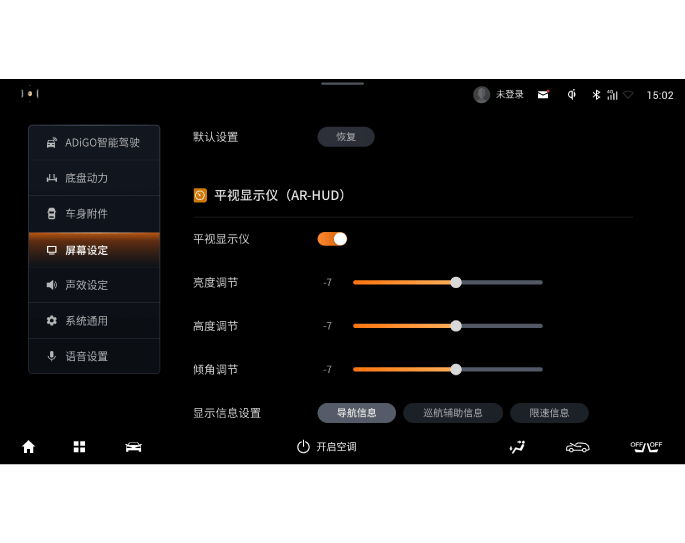 未登录 4G 15:02
ADiGO智能驾驶
底盘动力
车身附件
屏幕设定
声效设定
系统通用
语音设置
默认设置 恢复
平视显示仪（AR-HUD）
平视显示仪
亮度调节 -7
高度调节 -7
倾角调节 -7
显示信息设置 导航信息 巡航辅助信息 限速信息
开启空调 OFF OFF